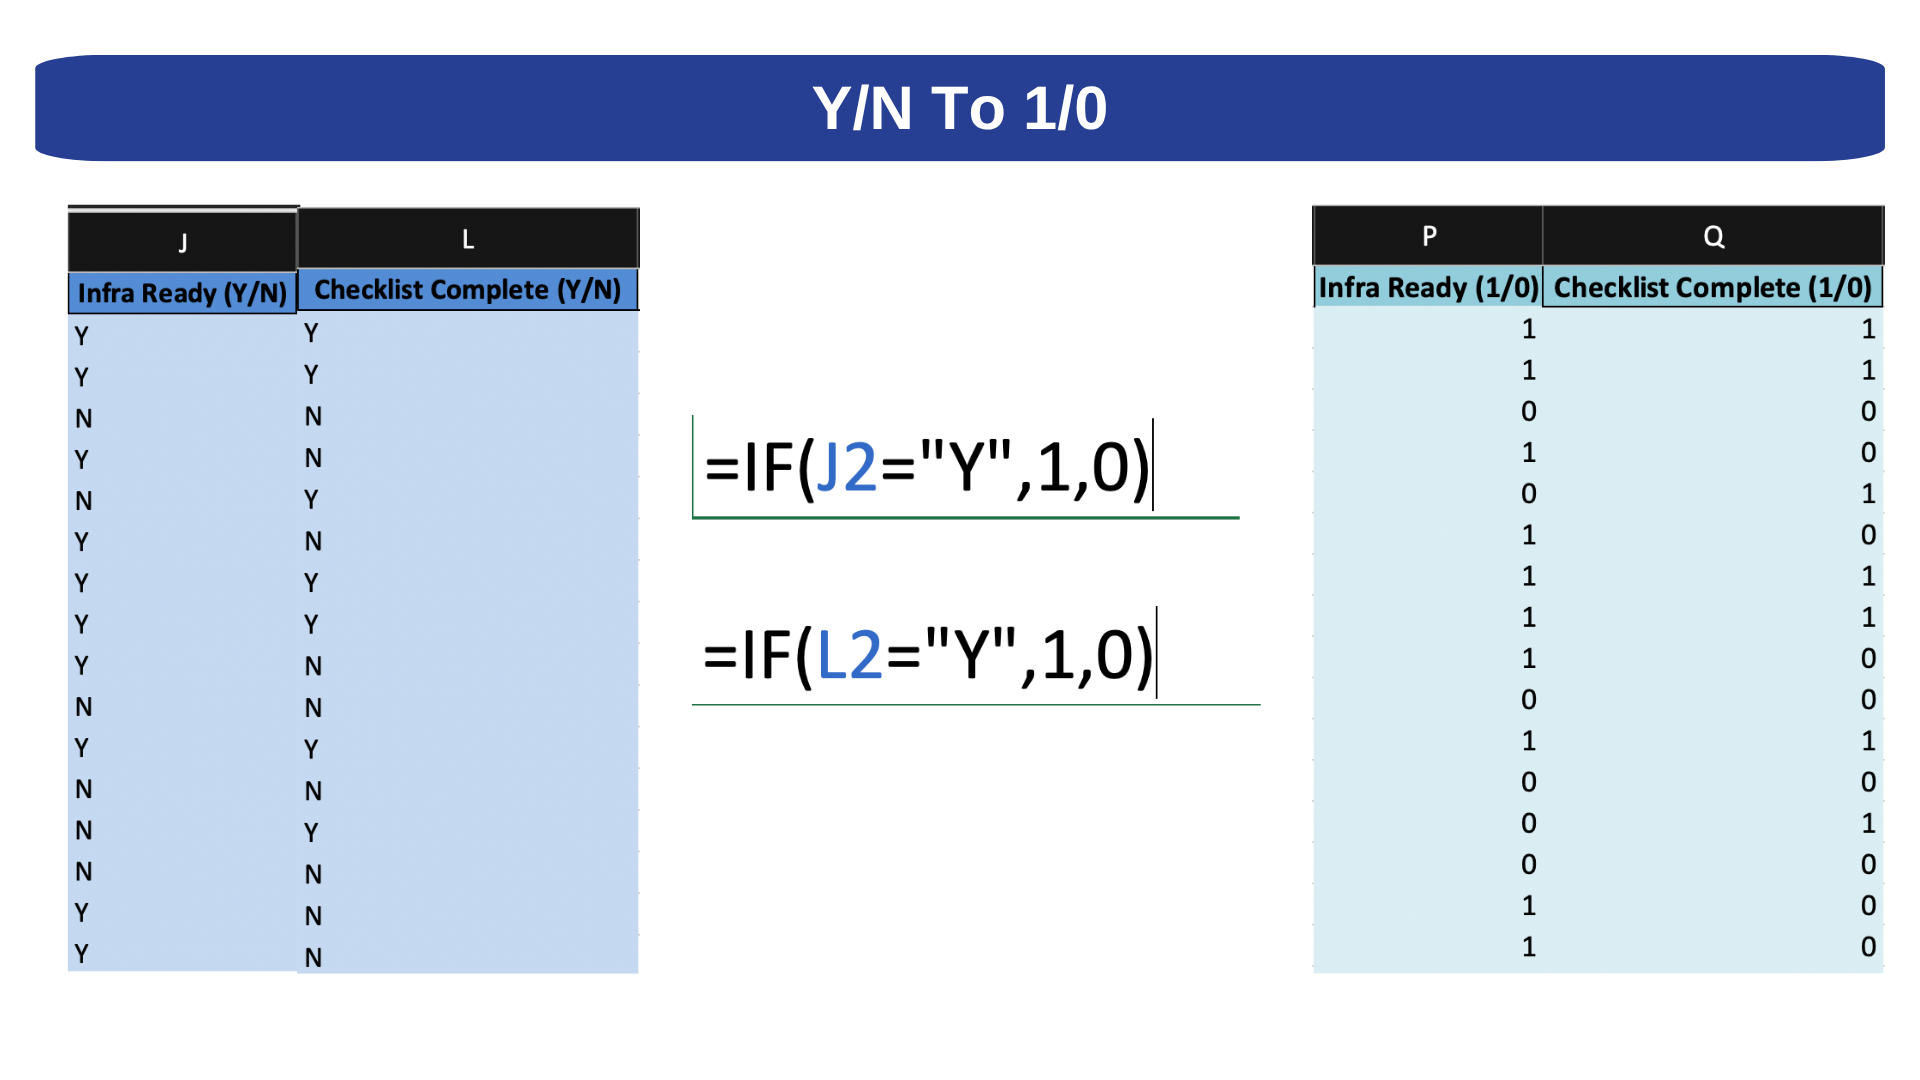 Y/N To 1/0
J L
Infra Ready (Y/N) Checklist Complete (Y/N)
Y Y
Y Y
N N
Y N
N Y
Y N
Y Y
Y Y
Y N
N N
Y Y
N N
N Y
N N
Y N
Y N
=IF(J2="Y",1,0)
=IF(L2="Y",1,0)
P Q
Infra Ready (1/0) Checklist Complete (1/0)
1 1
1 1
0 0
1 0
0 1
1 0
1 1
1 1
1 0
0 0
1 1
0 0
0 1
0 0
1 0
1 0